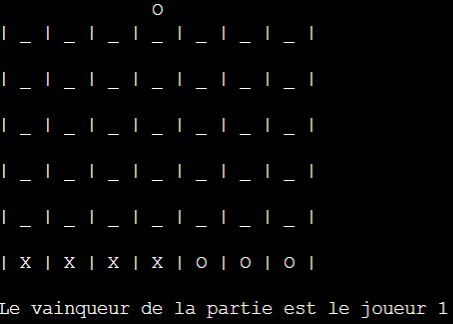 O
| _ | _ | _ | _ | _ | _ | _ |
| _ | _ | _ | _ | _ | _ | _ |
| _ | _ | _ | _ | _ | _ | _ |
| _ | _ | _ | _ | _ | _ | _ |
| _ | _ | _ | _ | _ | _ | _ |
| X | X | X | X | O | O | O |
Le vainqueur de la partie est le joueur 1